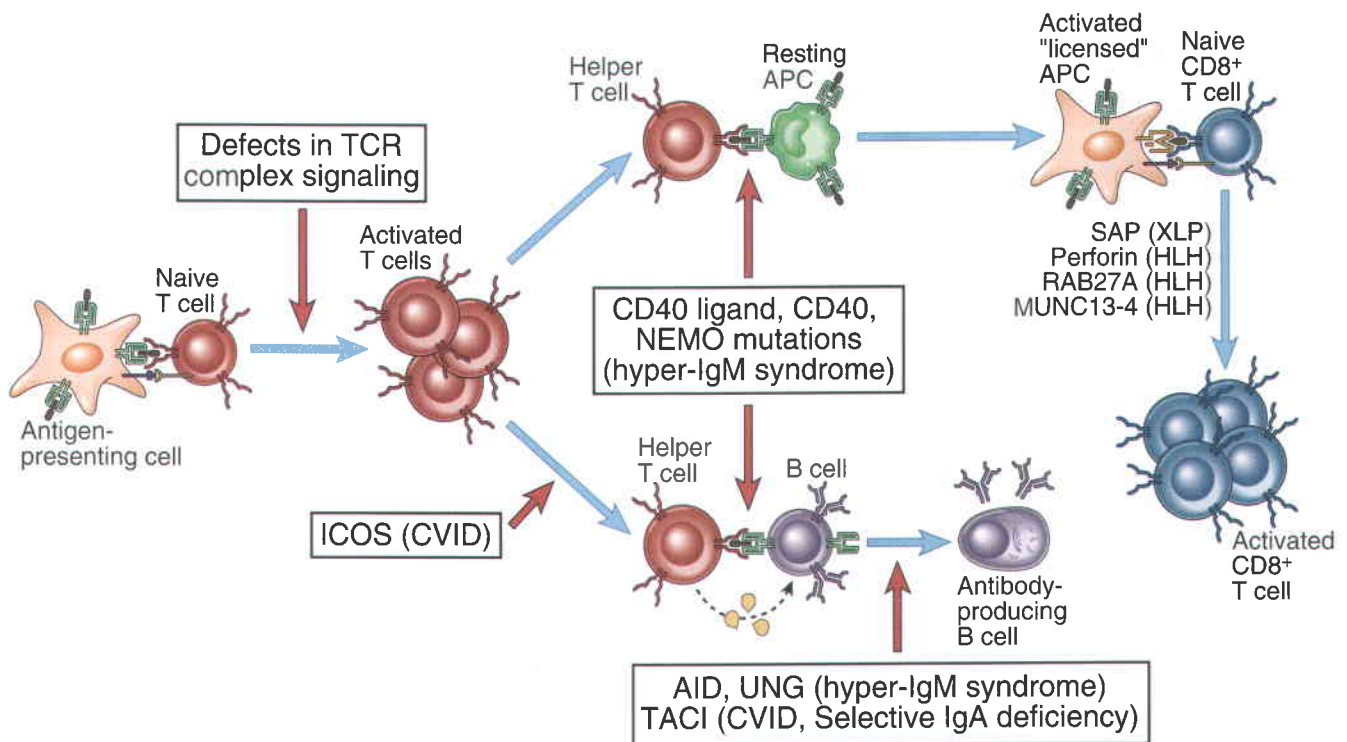 Defects in TCR
complex signaling
Naive
T cell
Antigen-
presenting cell
Activated
T cells
Helper
T cell
Resting
APC
Activated
"licensed"
APC
Naive
CD8+
T cell
SAP (XLP)
Perforin (HLH)
RAB27A (HLH)
MUNC13-4 (HLH)
Activated
CD8+
T cell
CD40 ligand, CD40,
NEMO mutations
(hyper-IgM syndrome)
ICOS (CVID)
Helper
T cell
B cell
Antibody-
producing
B cell
AID, UNG (hyper-IgM syndrome)
TACI (CVID, Selective IgA deficiency)